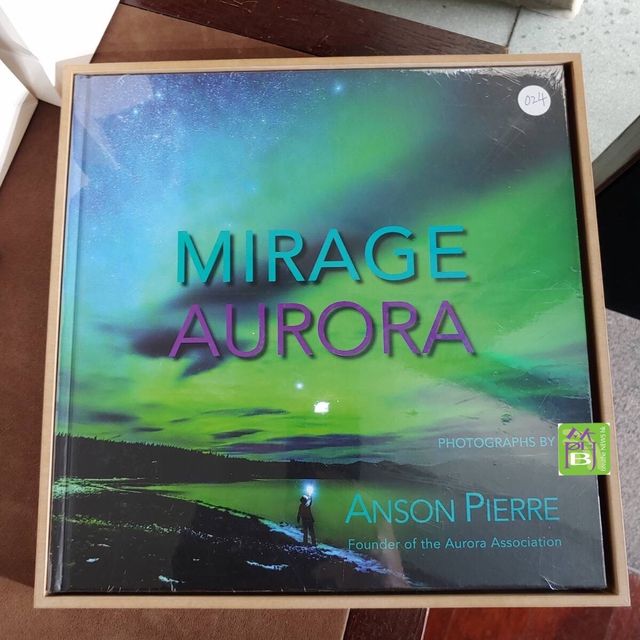 024
MIRAGE
AURORA
PHOTOGRAPHS BY
B
ANSON PIERRE
Founder of the Aurora Association